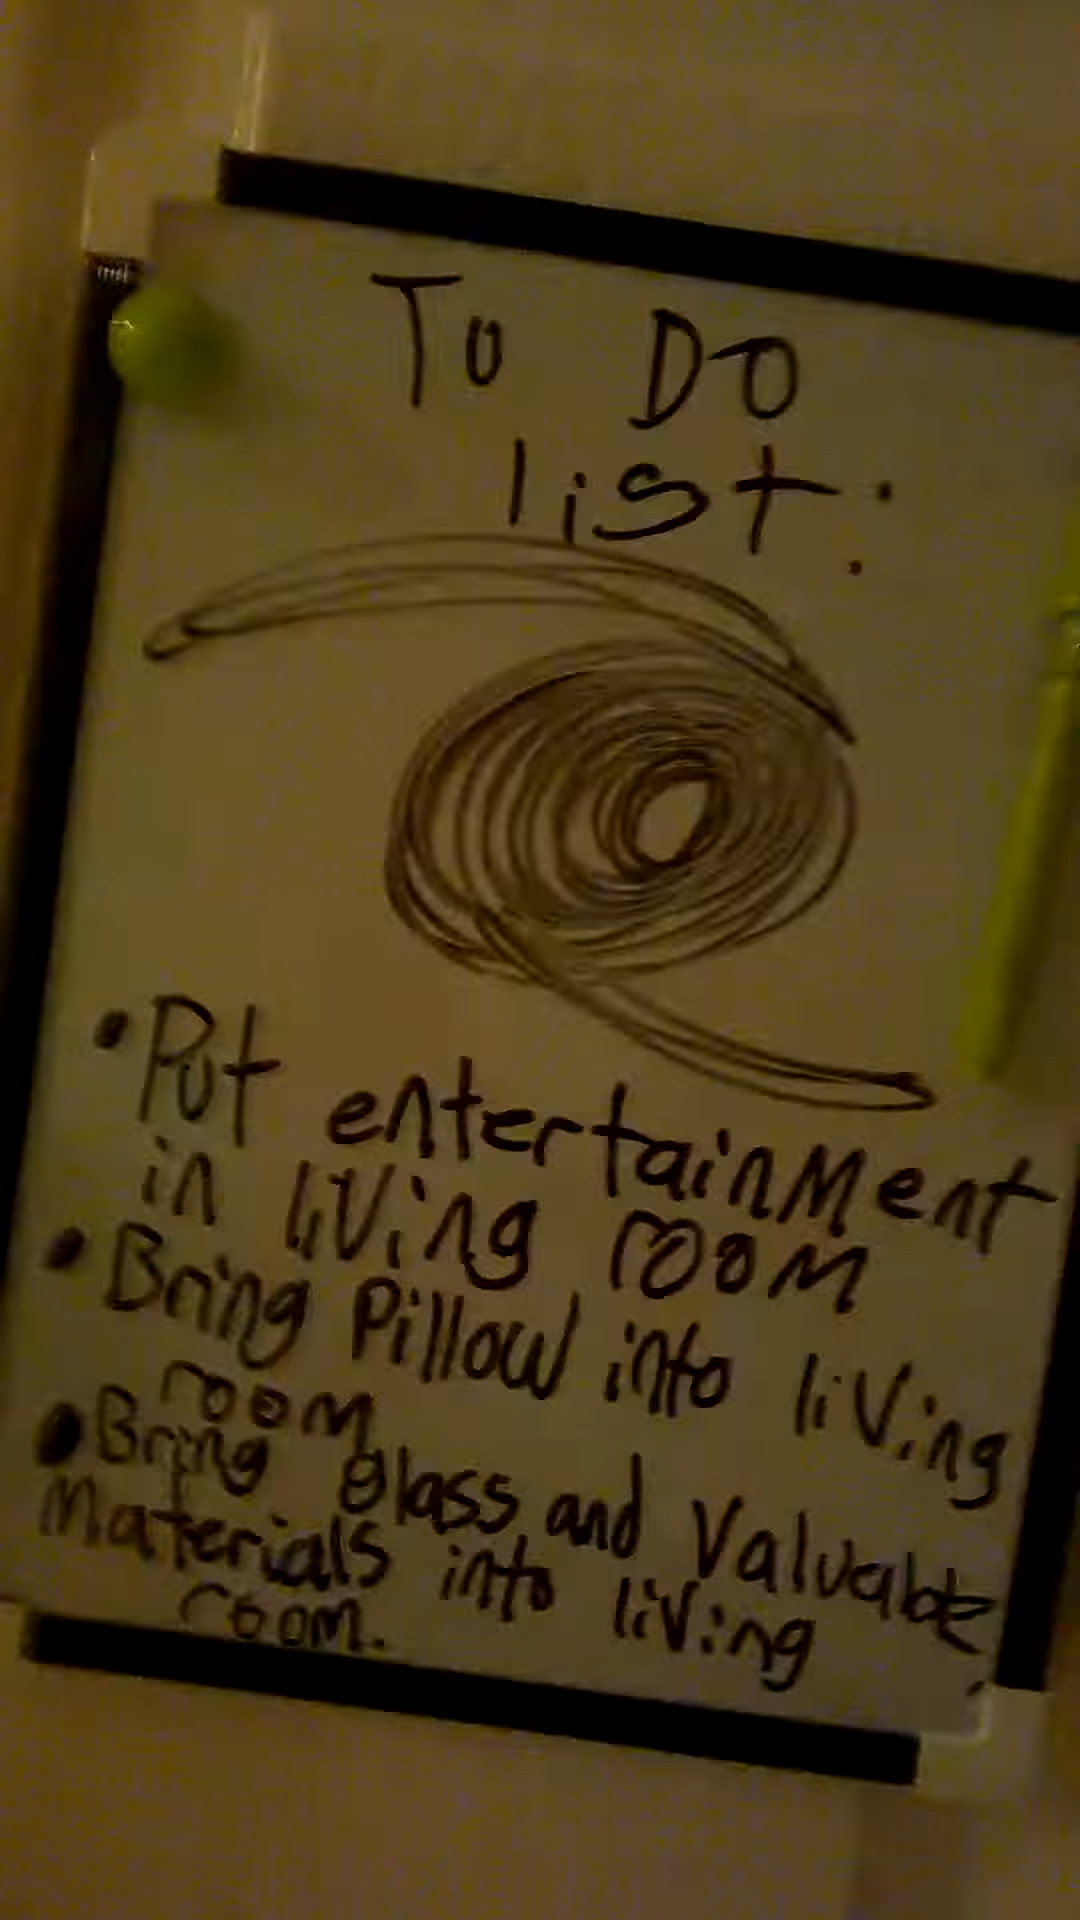 To DO
list:
• Put entertainment
in living room
• Bring Pillow into living
room
• Bring Glass and Valuable
Materials into living
room.